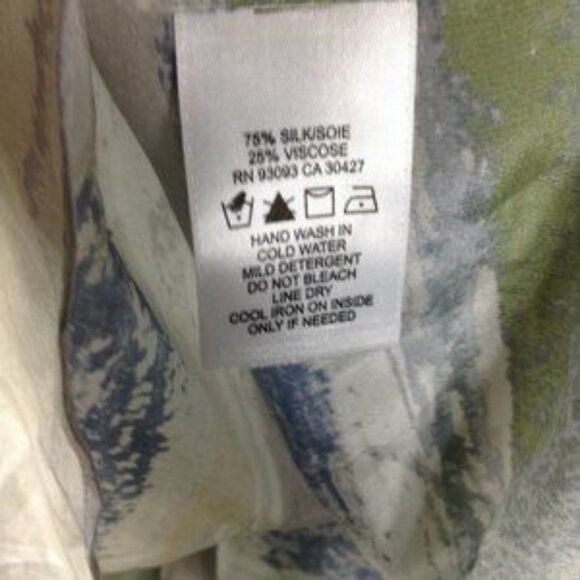 75% SILK/SOIE
25% VISCOSE
RN 93093 CA 30427
HAND WASH IN
COLD WATER
MILD DETERGENT
DO NOT BLEACH
LINE DRY
COOL IRON ON INSIDE
ONLY IF NEEDED